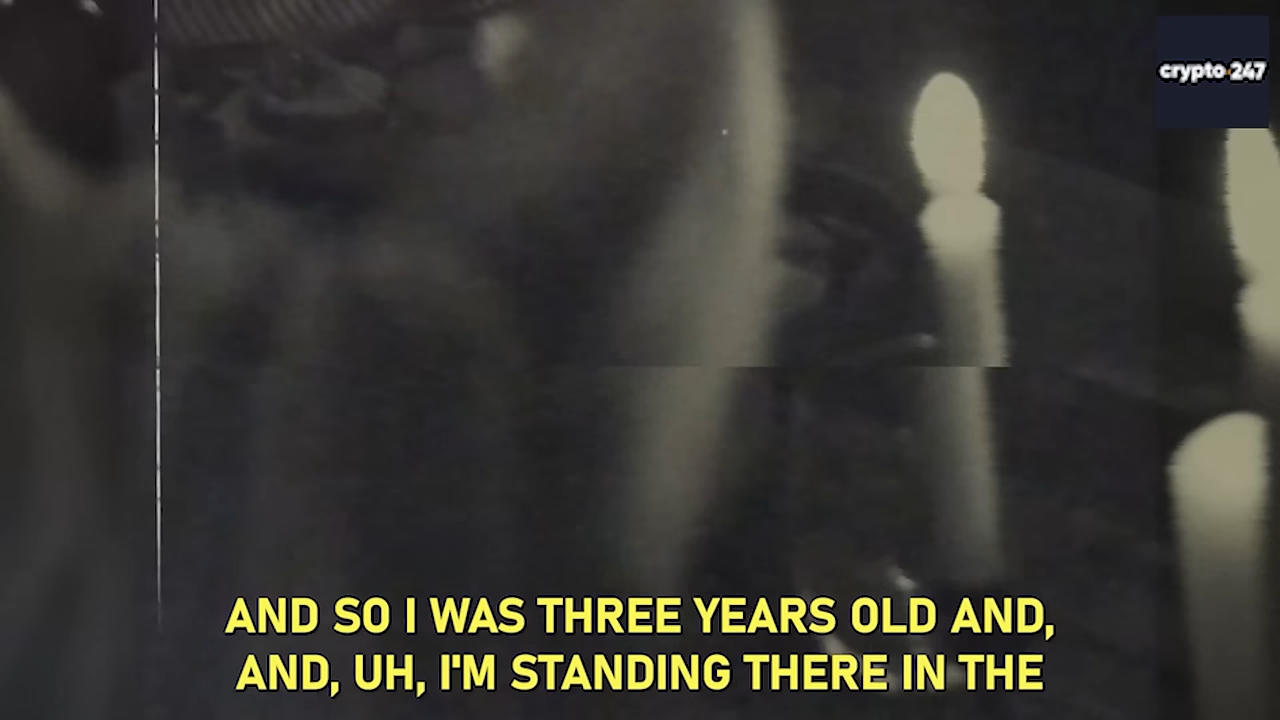 crypto·247
AND SO I WAS THREE YEARS OLD AND,
AND, UH, I'M STANDING THERE IN THE